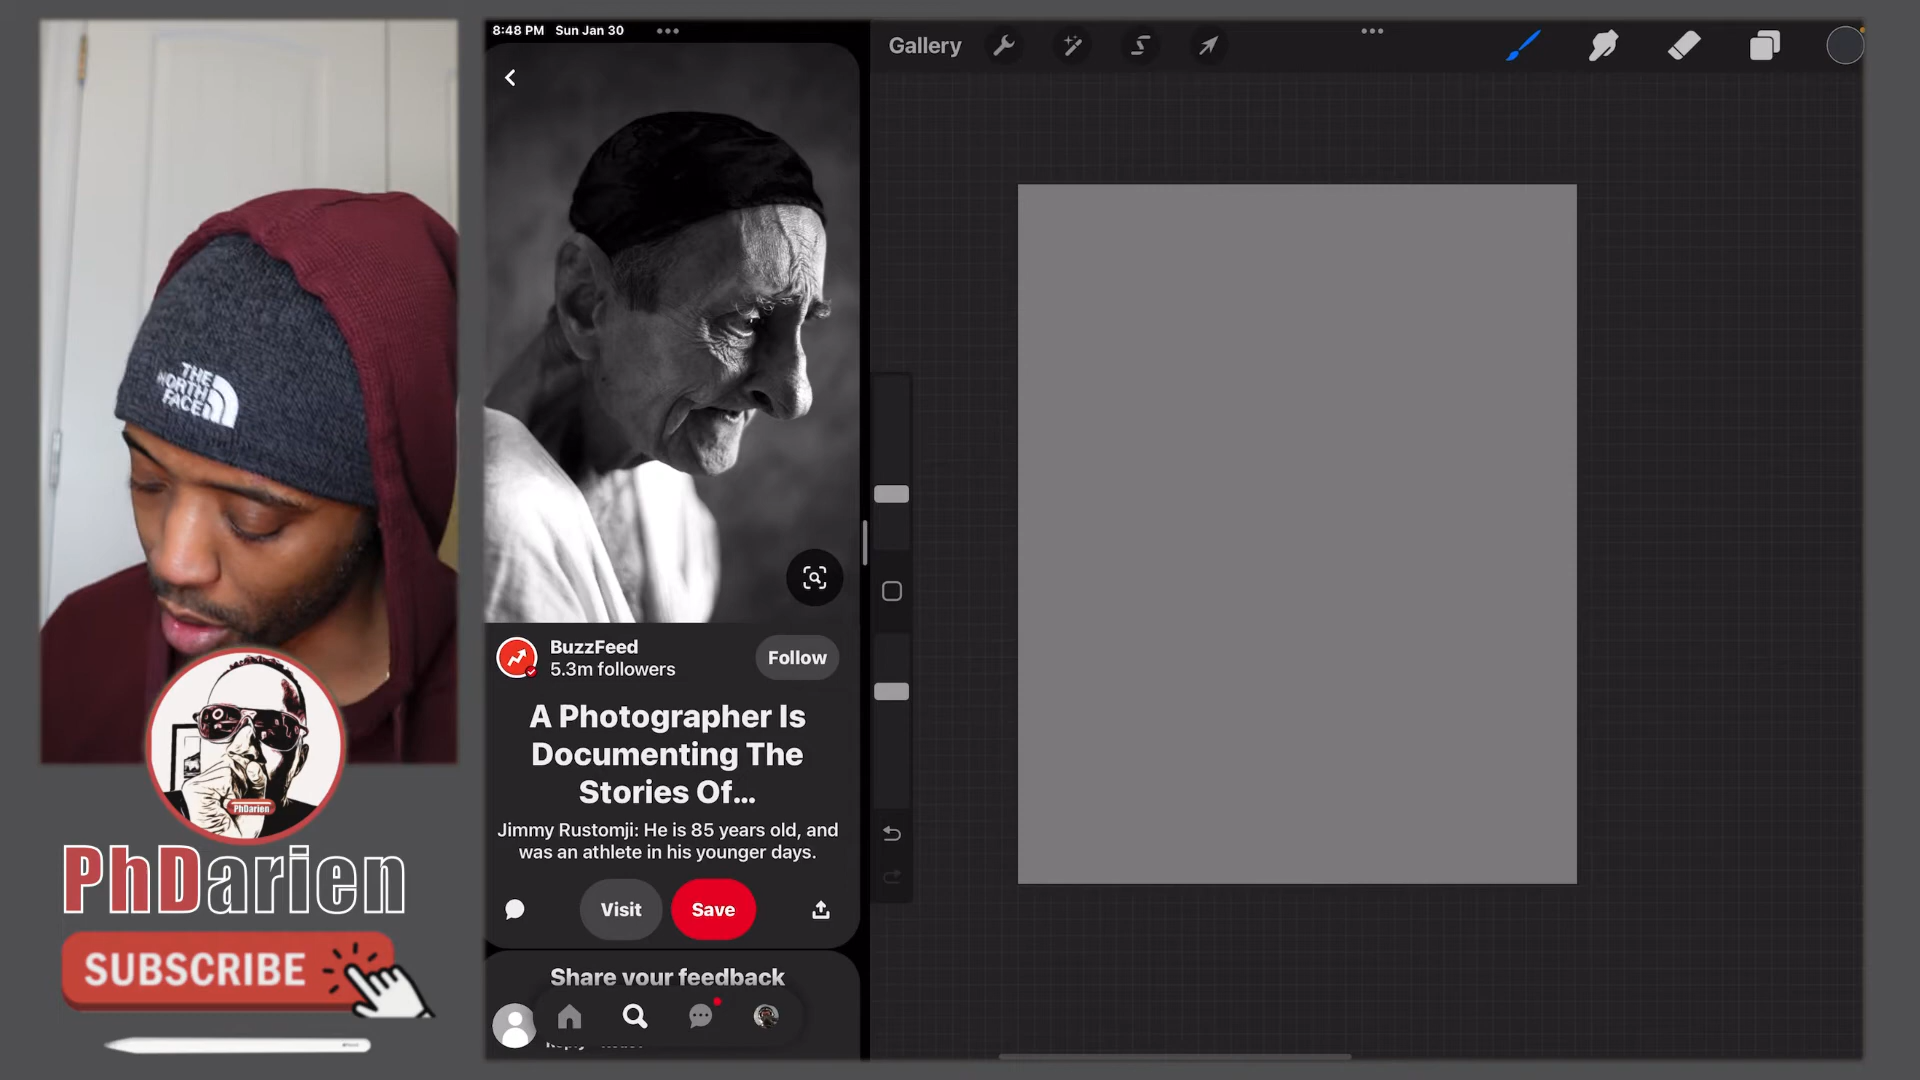 8:48 PM Sun Jan 30
Gallery
THE
NORTH
FACE
BuzzFeed
5.3m followers
Follow
A Photographer Is
Documenting The
Stories Of...
Jimmy Rustomji: He is 85 years old, and
was an athlete in his younger days.
Visit
Save
Share your feedback
PhDarien
PhDarien
SUBSCRIBE